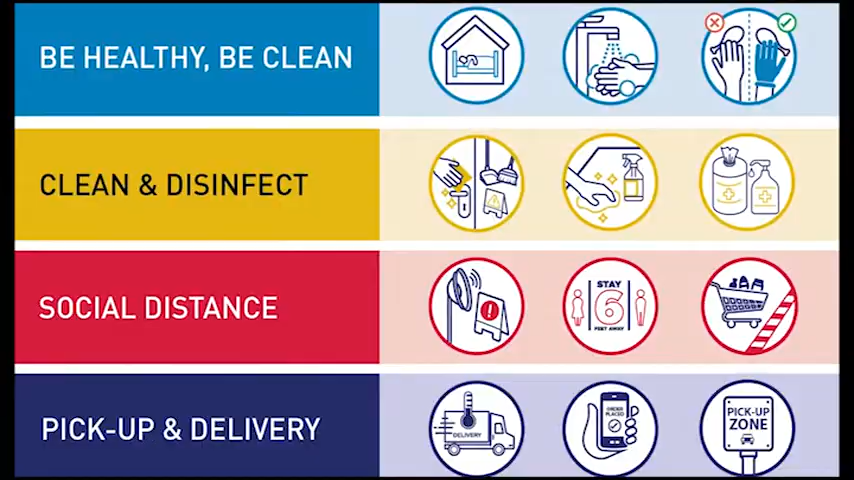 BE HEALTHY, BE CLEAN
CLEAN & DISINFECT
SOCIAL DISTANCE
STAY
6
FEET AWAY
PICK-UP & DELIVERY
DELIVERY
ORDER
PLACED
PICK-UP
ZONE